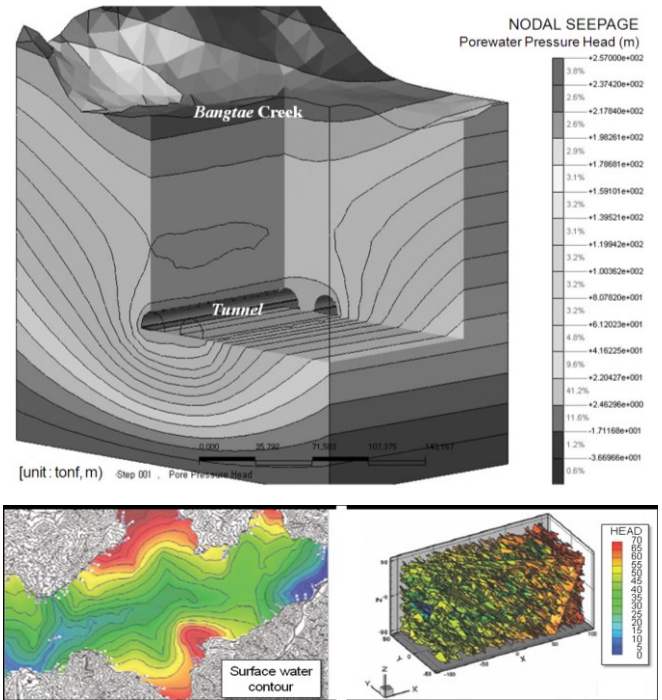 NODAL SEEPAGE
Porewater Pressure Head (m)
Bangtae Creek
Tunnel
+2.57000e+002
3.8%
+2.37420e+002
2.6%
+2.17840e+002
2.6%
+1.98261e+002
2.9%
+1.78681e+002
3.1%
+1.59101e+002
3.2%
+1.39521e+002
3.1%
+1.19942e+002
3.2%
+1.00362e+002
3.2%
+8.07820e+001
3.2%
+6.12023e+001
4.8%
+4.16225e+001
9.6%
+2.20427e+001
41.2%
+2.46296e+000
11.6%
-1.71168e+001
1.2%
-3.66966e+001
0.6%
0.000 35,792 71,583 107,375 143,167
[unit : tonf, m] -Step 001 , Pore Pressure Head
Surface water
contour
HEAD
70
65
60
55
50
45
40
35
30
25
20
15
10
5
0
Z
Y
X
-100
-50
0
50
100
X